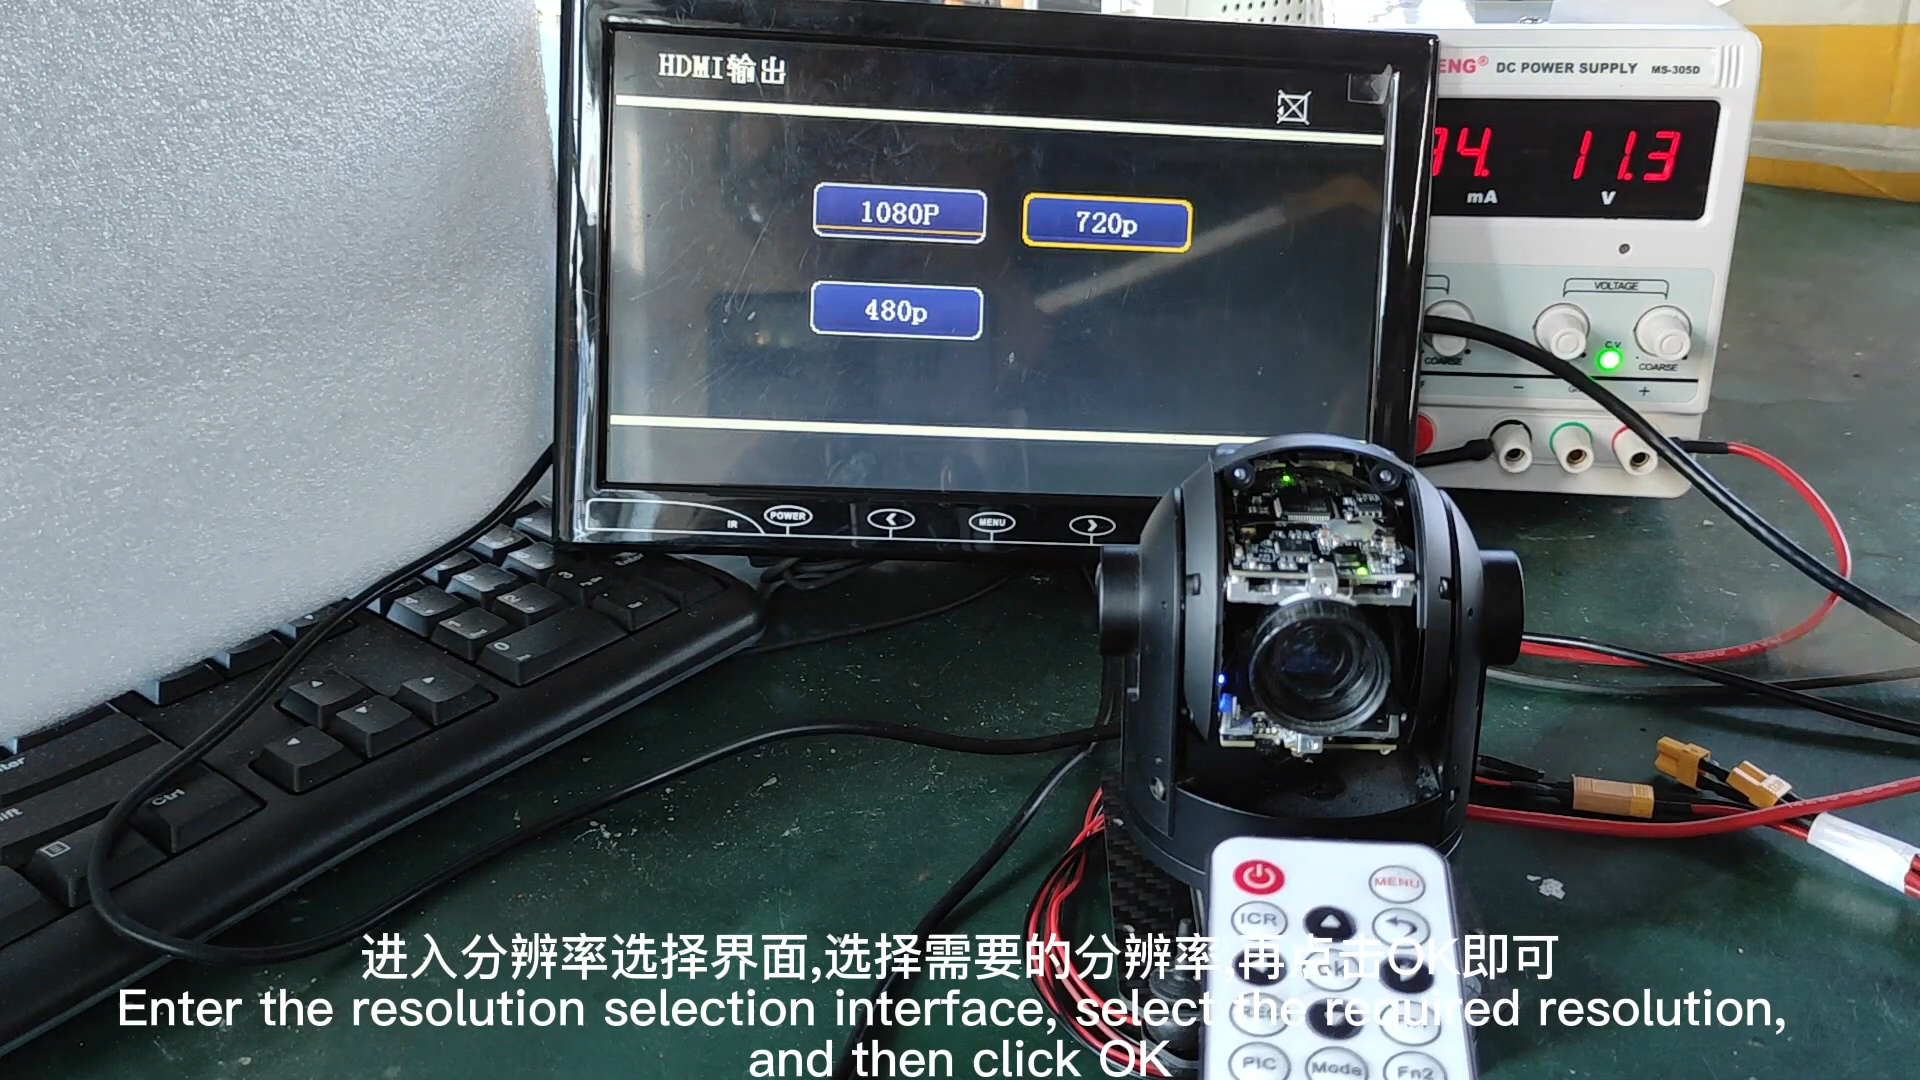 HDMI输出
1080P
720p
480p
ENG® DC POWER SUPPLY MS-305D
34. 11.3
mA V
VOLTAGE
C.V.
COARSE COARSE
− +
IR POWER MENU
Ctrl
MENU
ICR
进入分辨率选择界面,选择需要的分辨率,再点击OK即可
Enter the resolution selection interface, select the required resolution,
and then click OK
PIC Mode Fn2